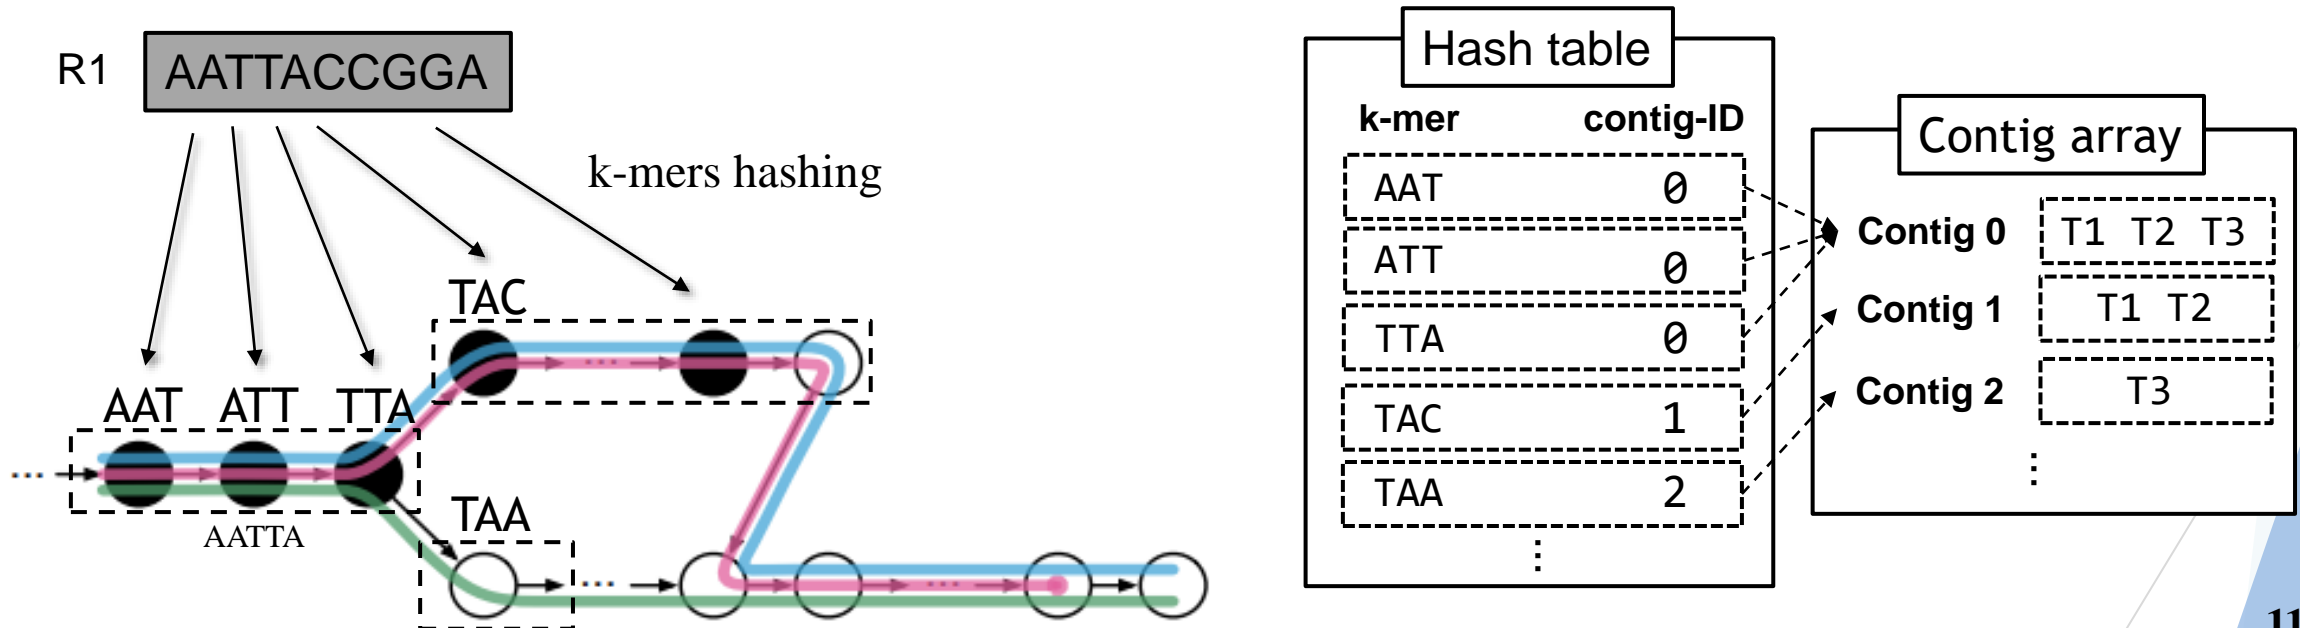 R1 AATTACCGGA
k-mers hashing
TAC
AAT ATT TTA
...
AATTA
TAA
...
...
...
Hash table
k-mer contig-ID
AAT 0
ATT 0
TTA 0
TAC 1
TAA 2
⋮
Contig array
Contig 0 T1 T2 T3
Contig 1 T1 T2
Contig 2 T3
⋮
11